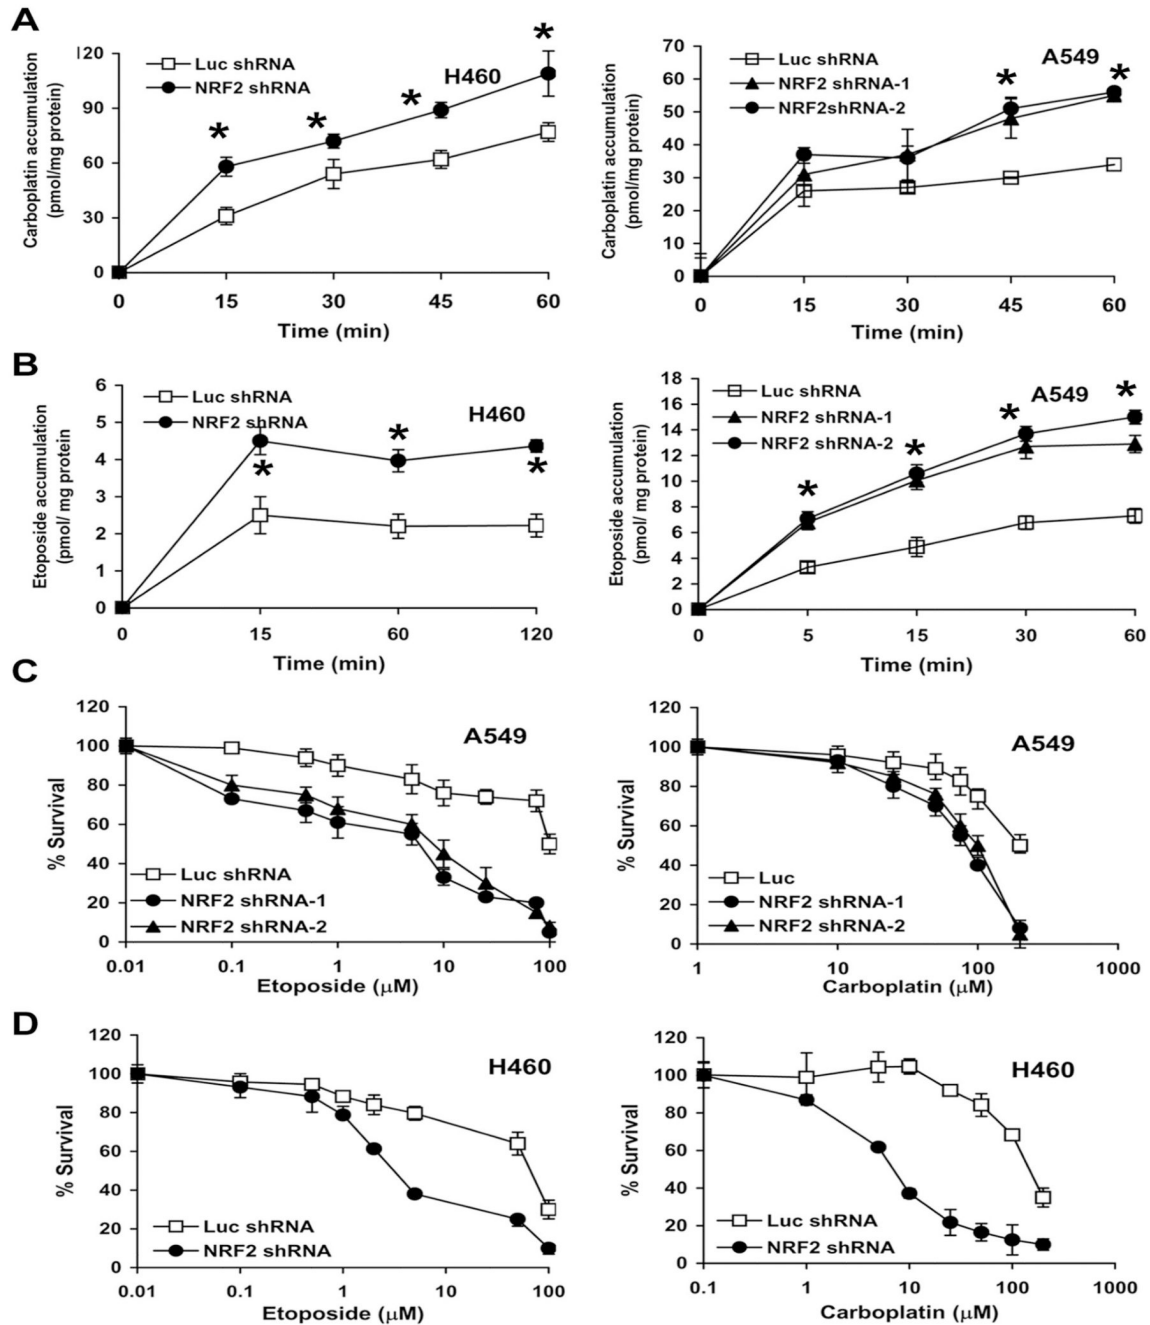 A
Carboplatin accumulation
(pmol/mg protein)
120
90
60
30
0
Luc shRNA
NRF2 shRNA
H460
*
*
*
*
0 15 30 45 60
Time (min)
Carboplatin accumulation
(pmol/mg protein)
70
60
50
40
30
20
10
0
Luc shRNA
NRF2 shRNA-1
NRF2shRNA-2
A549
* *
0 15 30 45 60
Time (min)
B
Etoposide accumulation
(pmol/ mg protein)
6
5
4
3
2
1
0
Luc shRNA
NRF2 shRNA
H460
*
*
*
0 15 60 120
Time (min)
Etoposide accumulation
(pmol/ mg protein)
18
16
14
12
10
8
6
4
2
0
Luc shRNA
NRF2 shRNA-1
NRF2 shRNA-2
A549
*
*
*
*
0 5 15 30 60
Time (min)
C
% Survival
120
100
80
60
40
20
0
A549
Luc shRNA
NRF2 shRNA-1
NRF2 shRNA-2
0.01 0.1 1 10 100
Etoposide (μM)
% Survival
120
100
80
60
40
20
0
A549
Luc
NRF2 shRNA-1
NRF2 shRNA-2
1 10 100 1000
Carboplatin (μM)
D
% Survival
120
100
80
60
40
20
0
H460
Luc shRNA
NRF2 shRNA
0.01 0.1 1 10 100
Etoposide (μM)
% Survival
120
100
80
60
40
20
0
H460
Luc shRNA
NRF2 shRNA
0.1 1 10 100 1000
Carboplatin (μM)